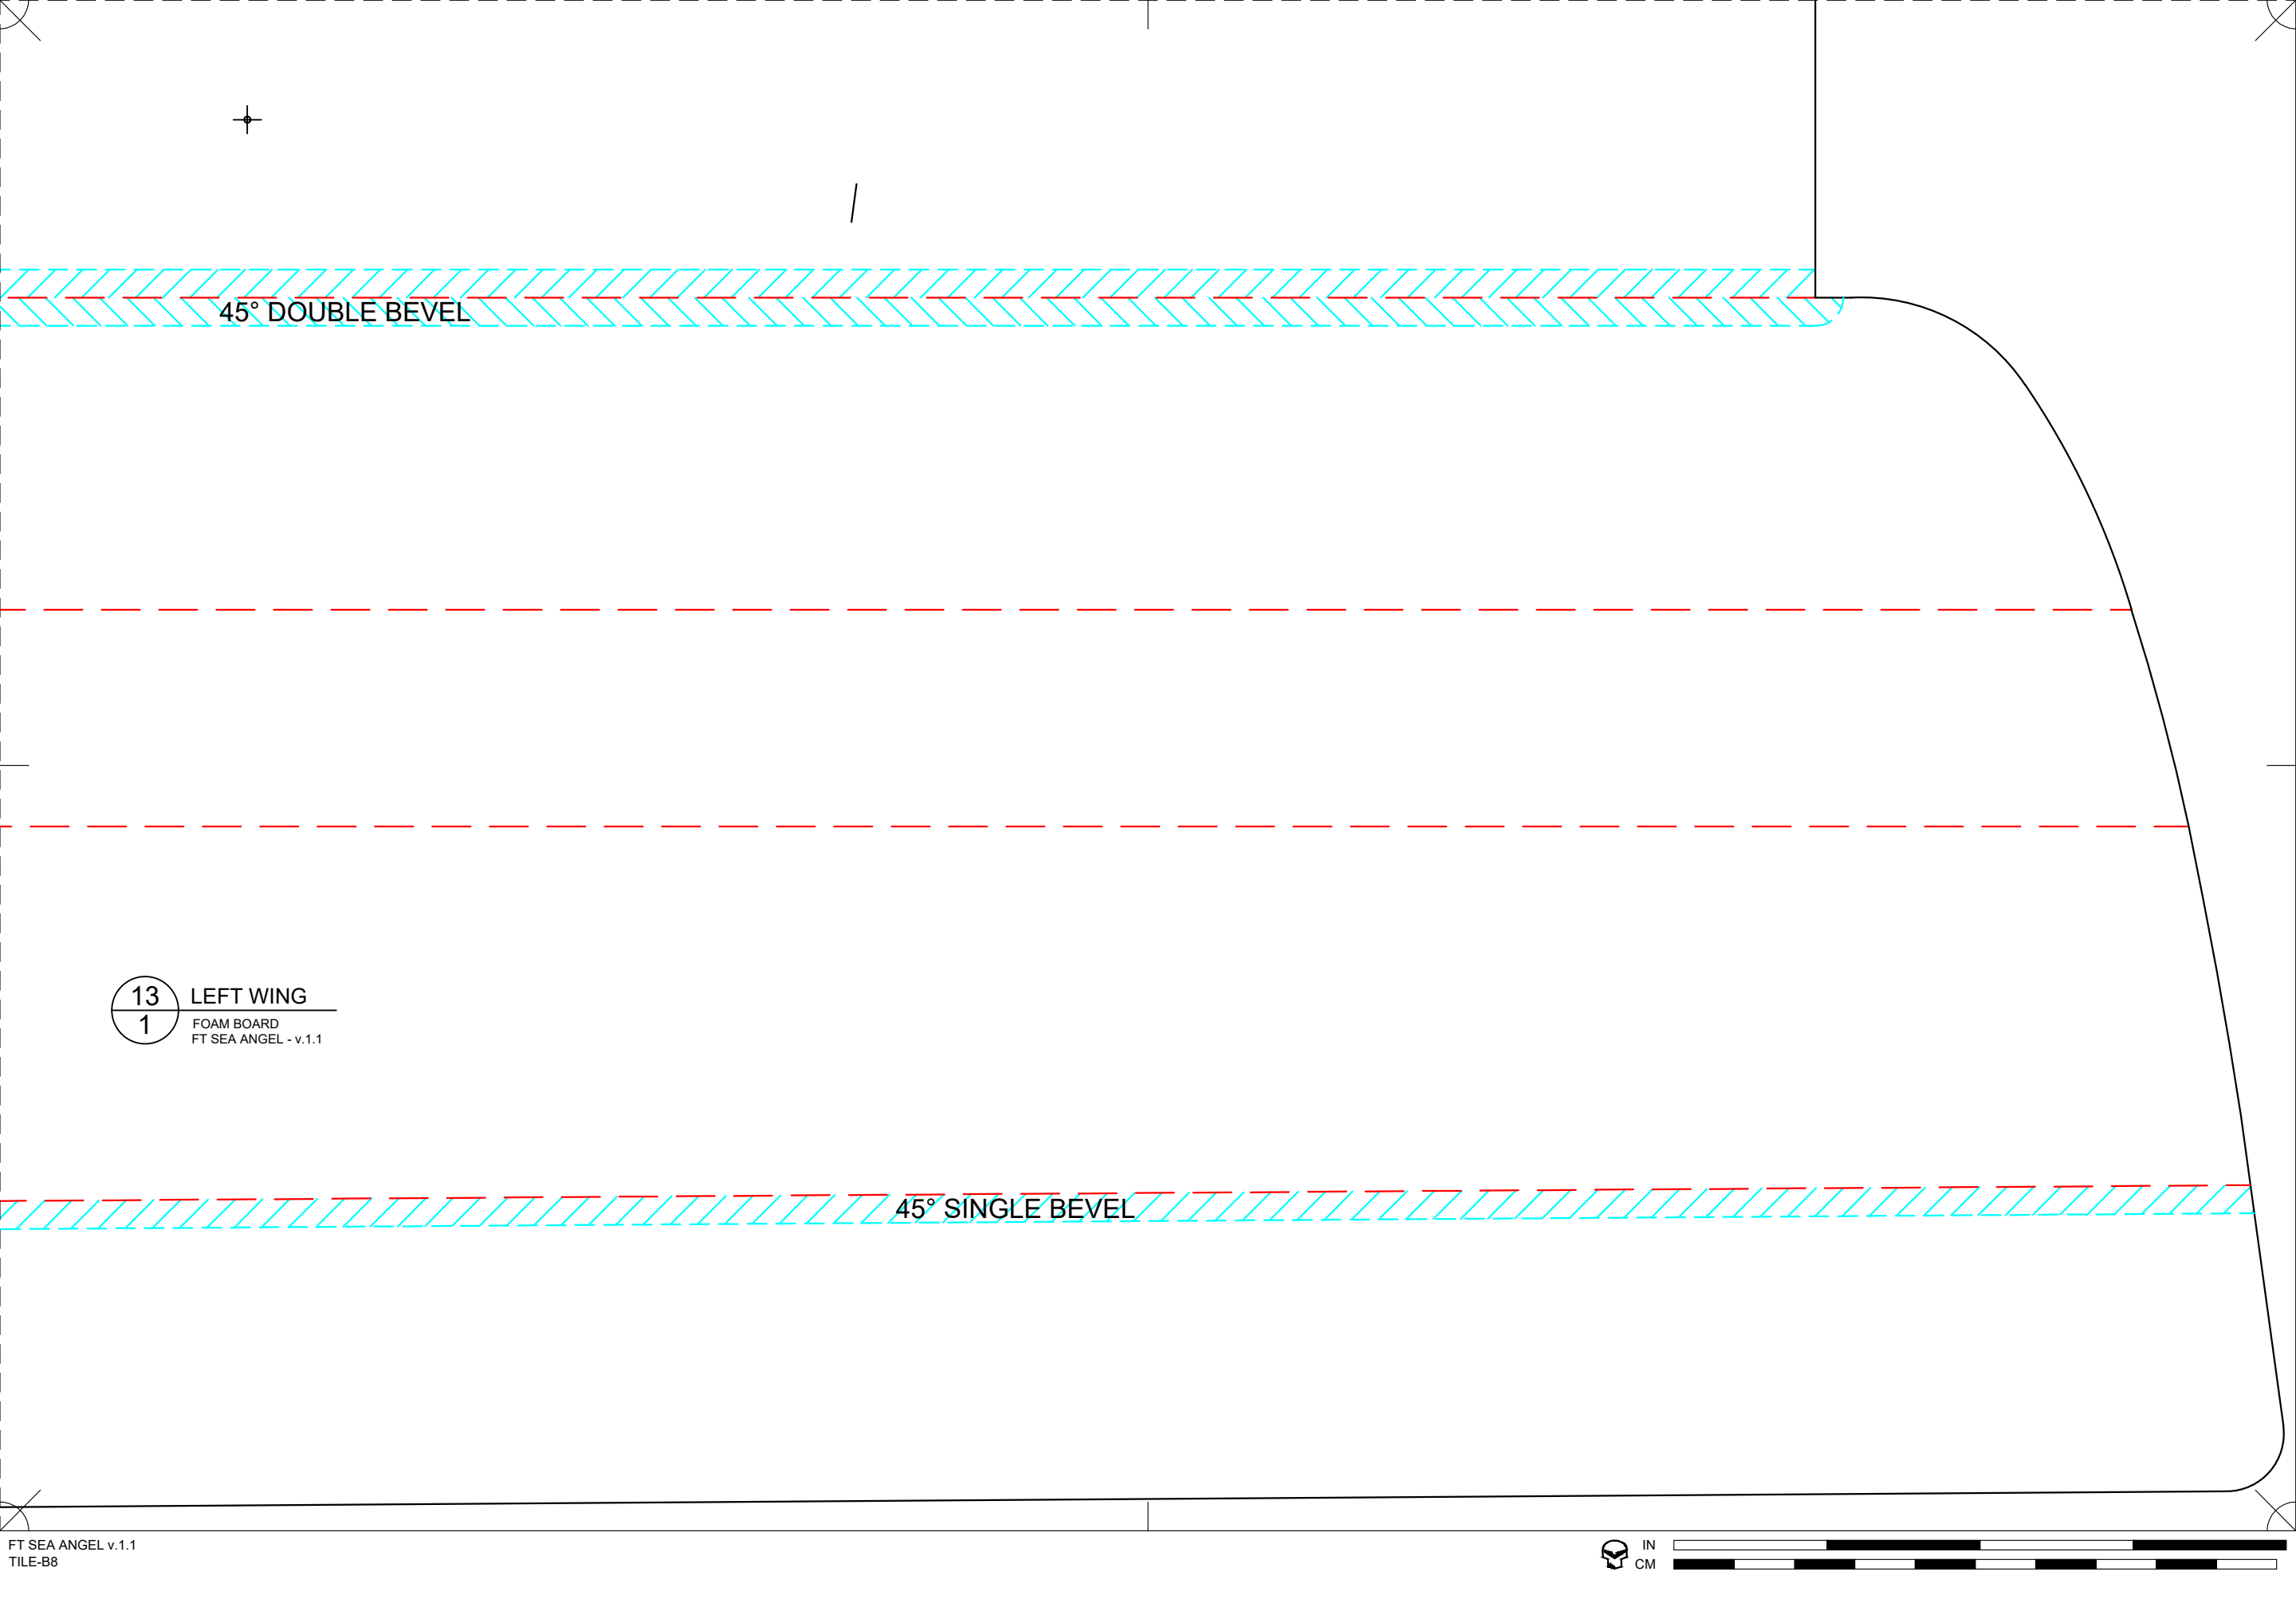 45° DOUBLE BEVEL
13
1
LEFT WING
FOAM BOARD
FT SEA ANGEL - v.1.1
45° SINGLE BEVEL
FT SEA ANGEL v.1.1
TILE-B8
IN
CM